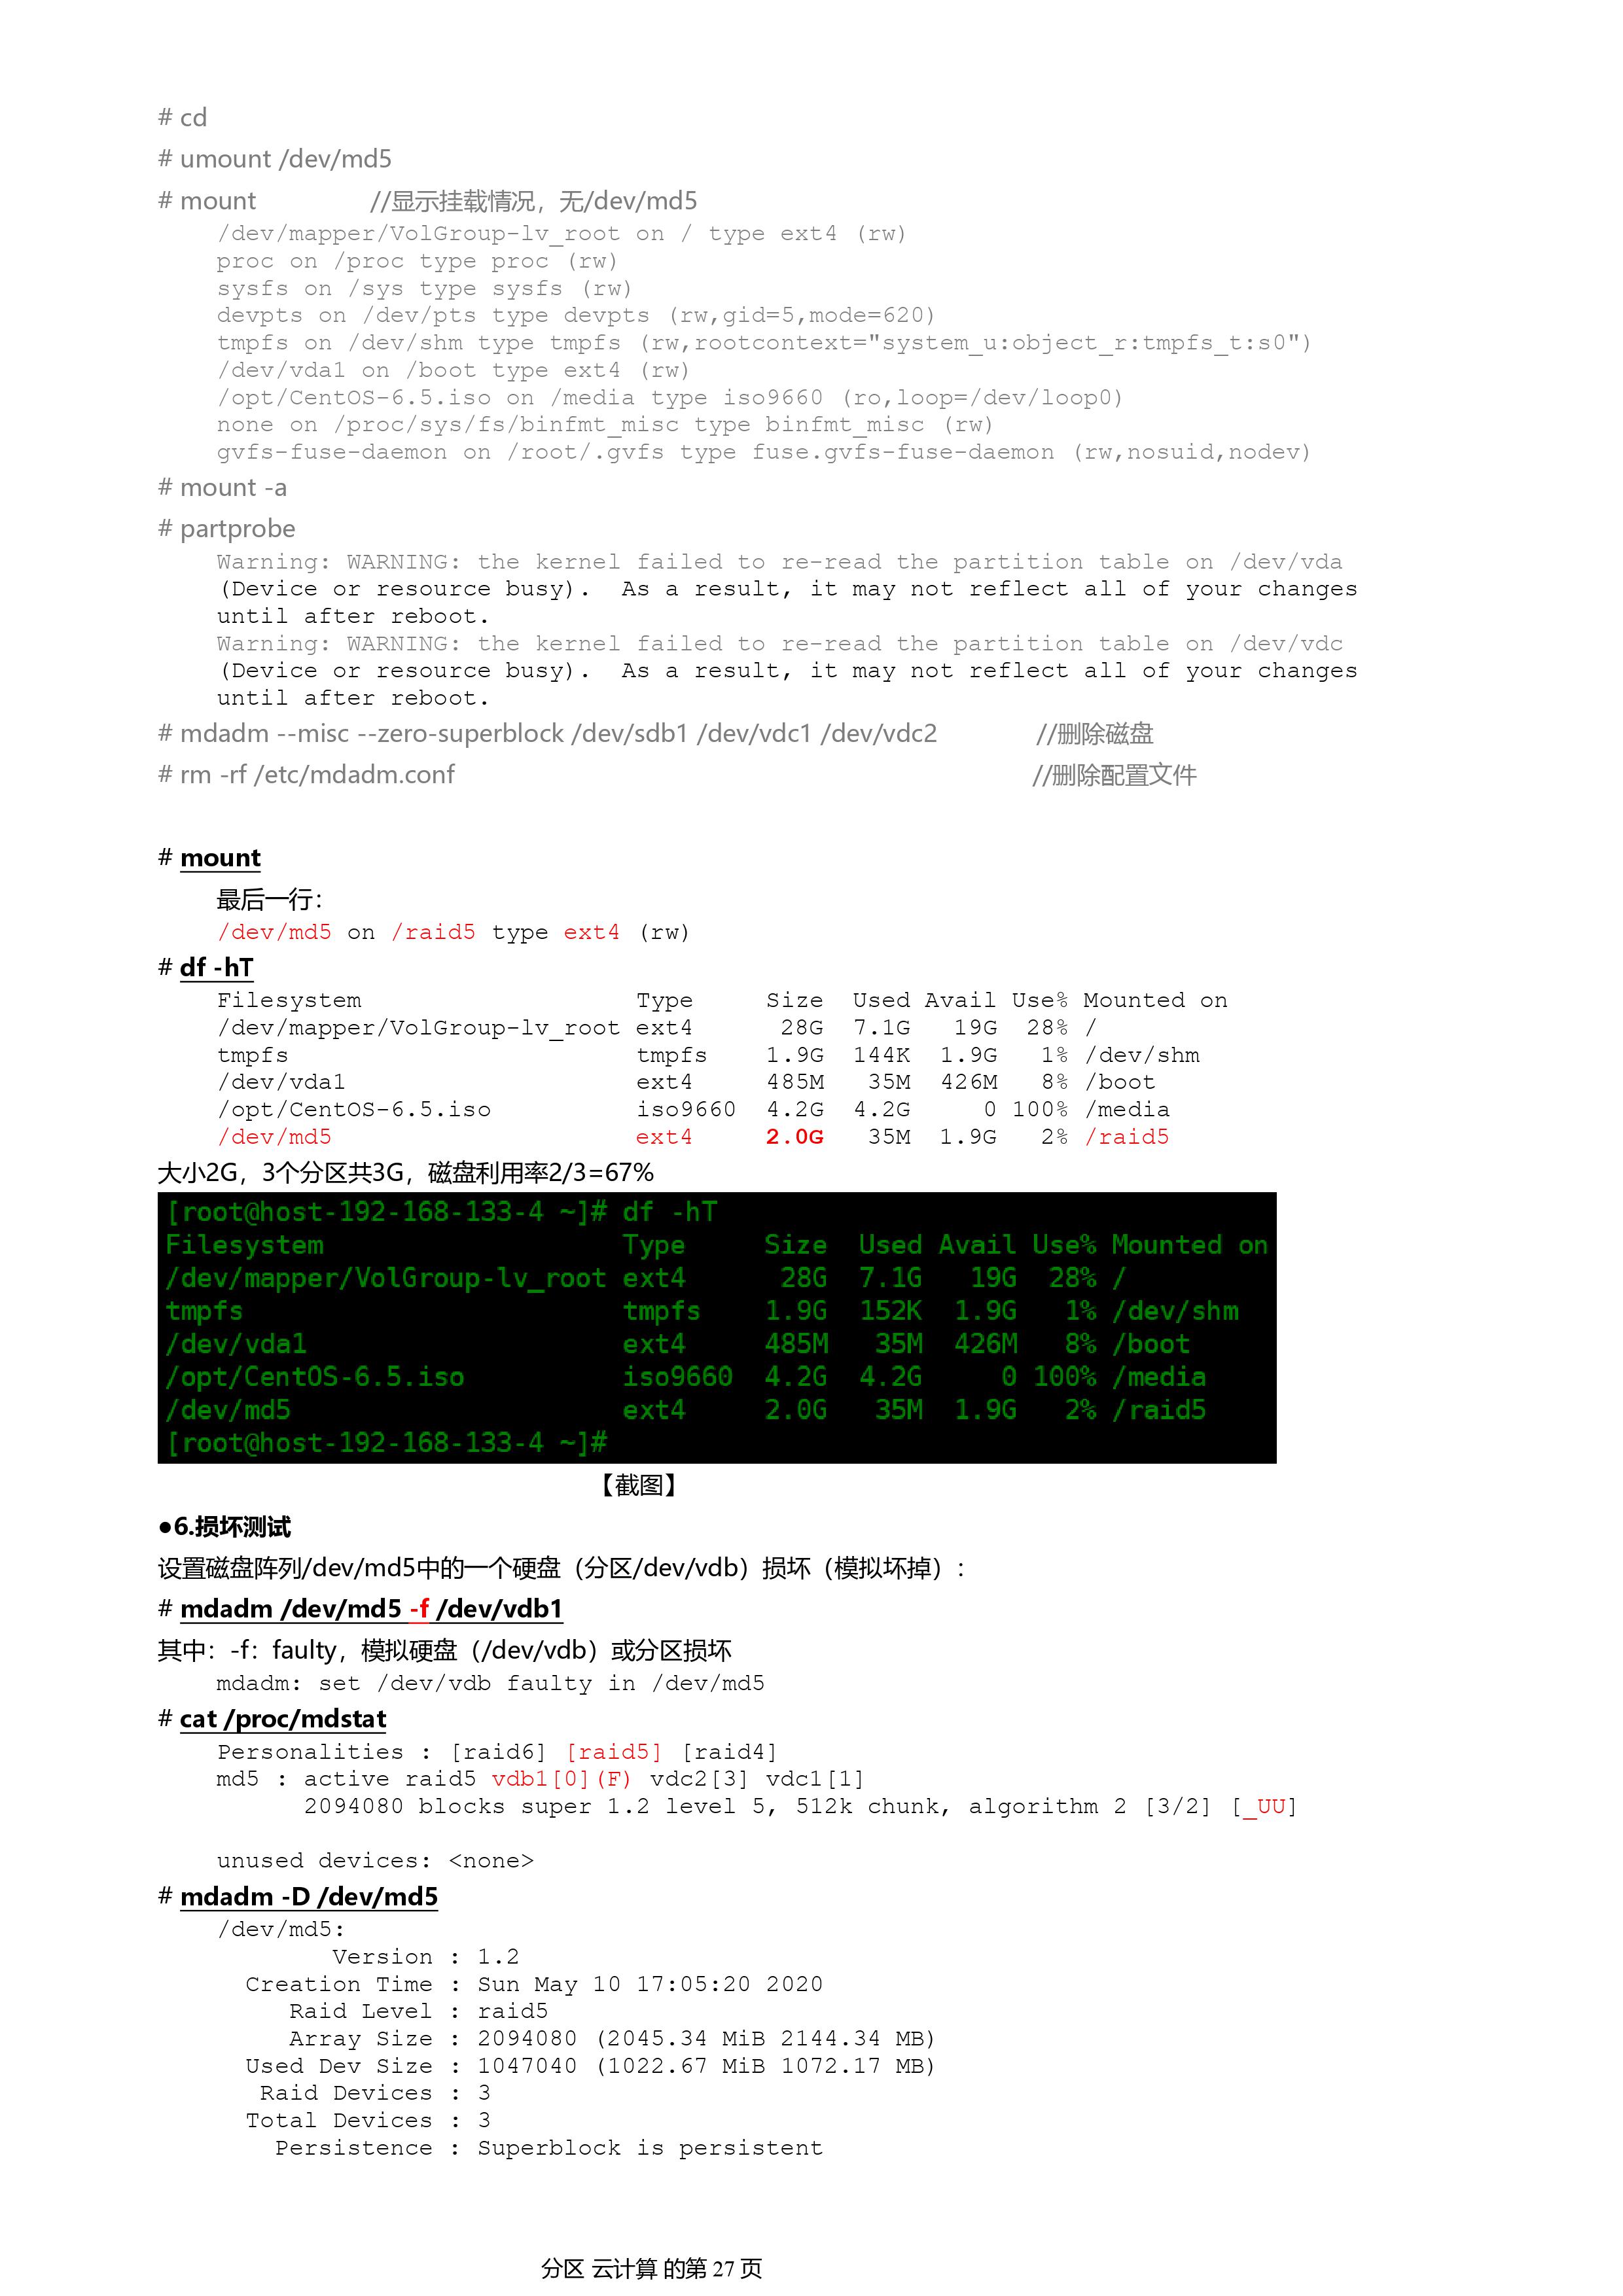 # cd
# umount /dev/md5
# mount //显示挂载情况，无/dev/md5
/dev/mapper/VolGroup-lv_root on / type ext4 (rw)
proc on /proc type proc (rw)
sysfs on /sys type sysfs (rw)
devpts on /dev/pts type devpts (rw,gid=5,mode=620)
tmpfs on /dev/shm type tmpfs (rw,rootcontext="system_u:object_r:tmpfs_t:s0")
/dev/vda1 on /boot type ext4 (rw)
/opt/CentOS-6.5.iso on /media type iso9660 (ro,loop=/dev/loop0)
none on /proc/sys/fs/binfmt_misc type binfmt_misc (rw)
gvfs-fuse-daemon on /root/.gvfs type fuse.gvfs-fuse-daemon (rw,nosuid,nodev)
# mount -a
# partprobe
Warning: WARNING: the kernel failed to re-read the partition table on /dev/vda
(Device or resource busy).  As a result, it may not reflect all of your changes
until after reboot.
Warning: WARNING: the kernel failed to re-read the partition table on /dev/vdc
(Device or resource busy).  As a result, it may not reflect all of your changes
until after reboot.
# mdadm --misc --zero-superblock /dev/sdb1 /dev/vdc1 /dev/vdc2 //删除磁盘
# rm -rf /etc/mdadm.conf //删除配置文件
# mount
最后一行：
/dev/md5 on /raid5 type ext4 (rw)
# df -hT
Filesystem Type Size Used Avail Use% Mounted on
/dev/mapper/VolGroup-lv_root ext4 28G 7.1G 19G 28% /
tmpfs tmpfs 1.9G 144K 1.9G 1% /dev/shm
/dev/vda1 ext4 485M 35M 426M 8% /boot
/opt/CentOS-6.5.iso iso9660 4.2G 4.2G 0 100% /media
/dev/md5 ext4 2.0G 35M 1.9G 2% /raid5
大小2G，3个分区共3G，磁盘利用率2/3=67%
[root@host-192-168-133-4 ~]# df -hT
Filesystem Type Size Used Avail Use% Mounted on
/dev/mapper/VolGroup-lv_root ext4 28G 7.1G 19G 28% /
tmpfs tmpfs 1.9G 152K 1.9G 1% /dev/shm
/dev/vda1 ext4 485M 35M 426M 8% /boot
/opt/CentOS-6.5.iso iso9660 4.2G 4.2G 0 100% /media
/dev/md5 ext4 2.0G 35M 1.9G 2% /raid5
[root@host-192-168-133-4 ~]#
【截图】
●6.损坏测试
设置磁盘阵列/dev/md5中的一个硬盘（分区/dev/vdb）损坏（模拟坏掉）：
# mdadm /dev/md5 -f /dev/vdb1
其中：-f：faulty，模拟硬盘（/dev/vdb）或分区损坏
mdadm: set /dev/vdb faulty in /dev/md5
# cat /proc/mdstat
Personalities : [raid6] [raid5] [raid4]
md5 : active raid5 vdb1[0](F) vdc2[3] vdc1[1]
2094080 blocks super 1.2 level 5, 512k chunk, algorithm 2 [3/2] [_UU]
unused devices: <none>
# mdadm -D /dev/md5
/dev/md5:
Version : 1.2
Creation Time : Sun May 10 17:05:20 2020
Raid Level : raid5
Array Size : 2094080 (2045.34 MiB 2144.34 MB)
Used Dev Size : 1047040 (1022.67 MiB 1072.17 MB)
Raid Devices : 3
Total Devices : 3
Persistence : Superblock is persistent
分区 云计算 的第 27 页